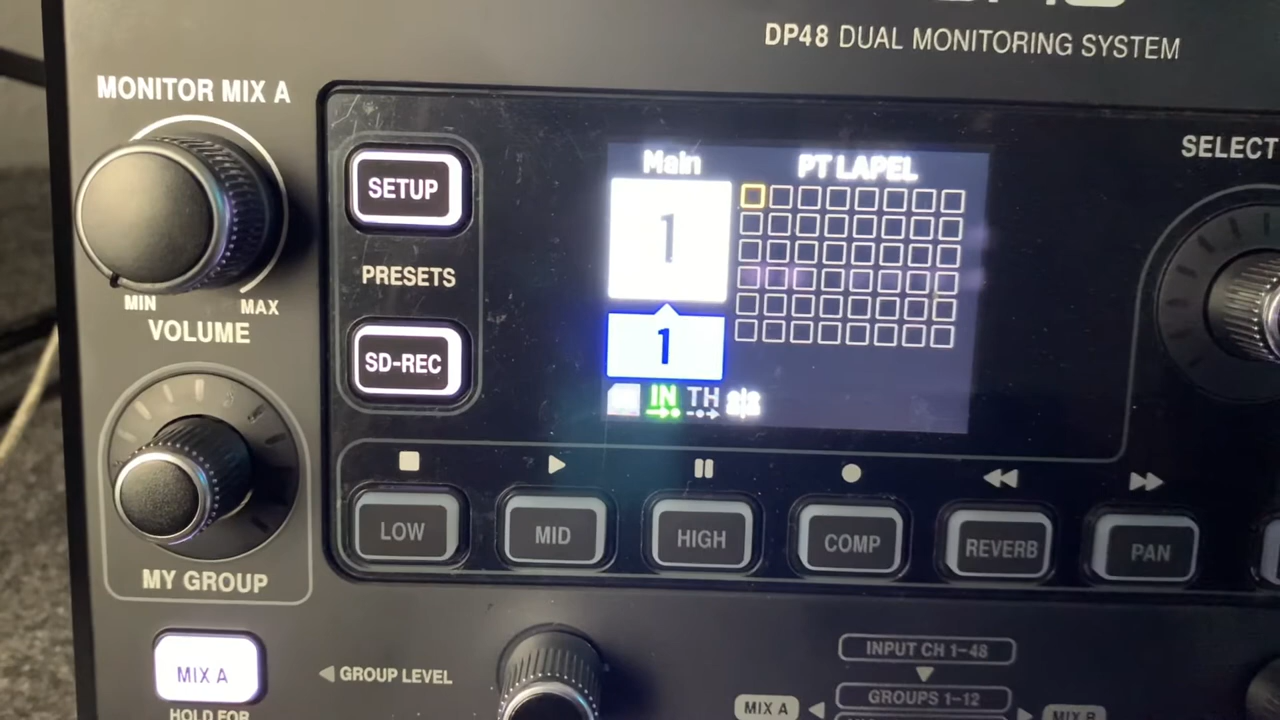 DP48 DUAL MONITORING SYSTEM
MONITOR MIX A
MIN
MAX
VOLUME
MY GROUP
MIX A
HOLD FOR
SETUP
PRESETS
SD-REC
Main
PT LAPEL
1
1
IN
TH
SELECT
LOW
MID
HIGH
COMP
REVERB
PAN
GROUP LEVEL
INPUT CH 1-48
GROUPS 1-12
MIX A
MIX B